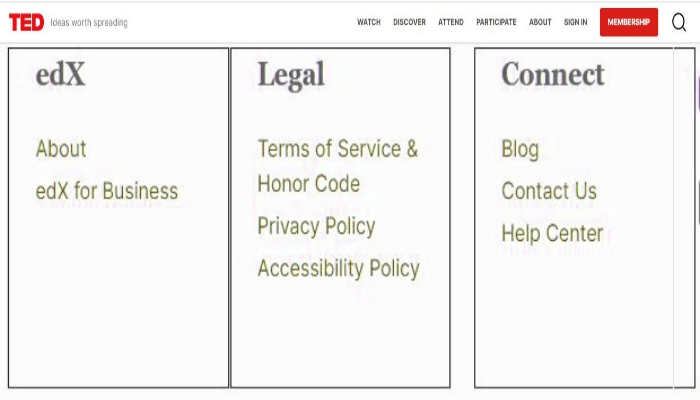 TED Ideas worth spreading WATCH DISCOVER ATTEND PARTICIPATE ABOUT SIGN IN MEMBERSHIP
edX
About
edX for Business
Legal
Terms of Service &
Honor Code
Privacy Policy
Accessibility Policy
Connect
Blog
Contact Us
Help Center